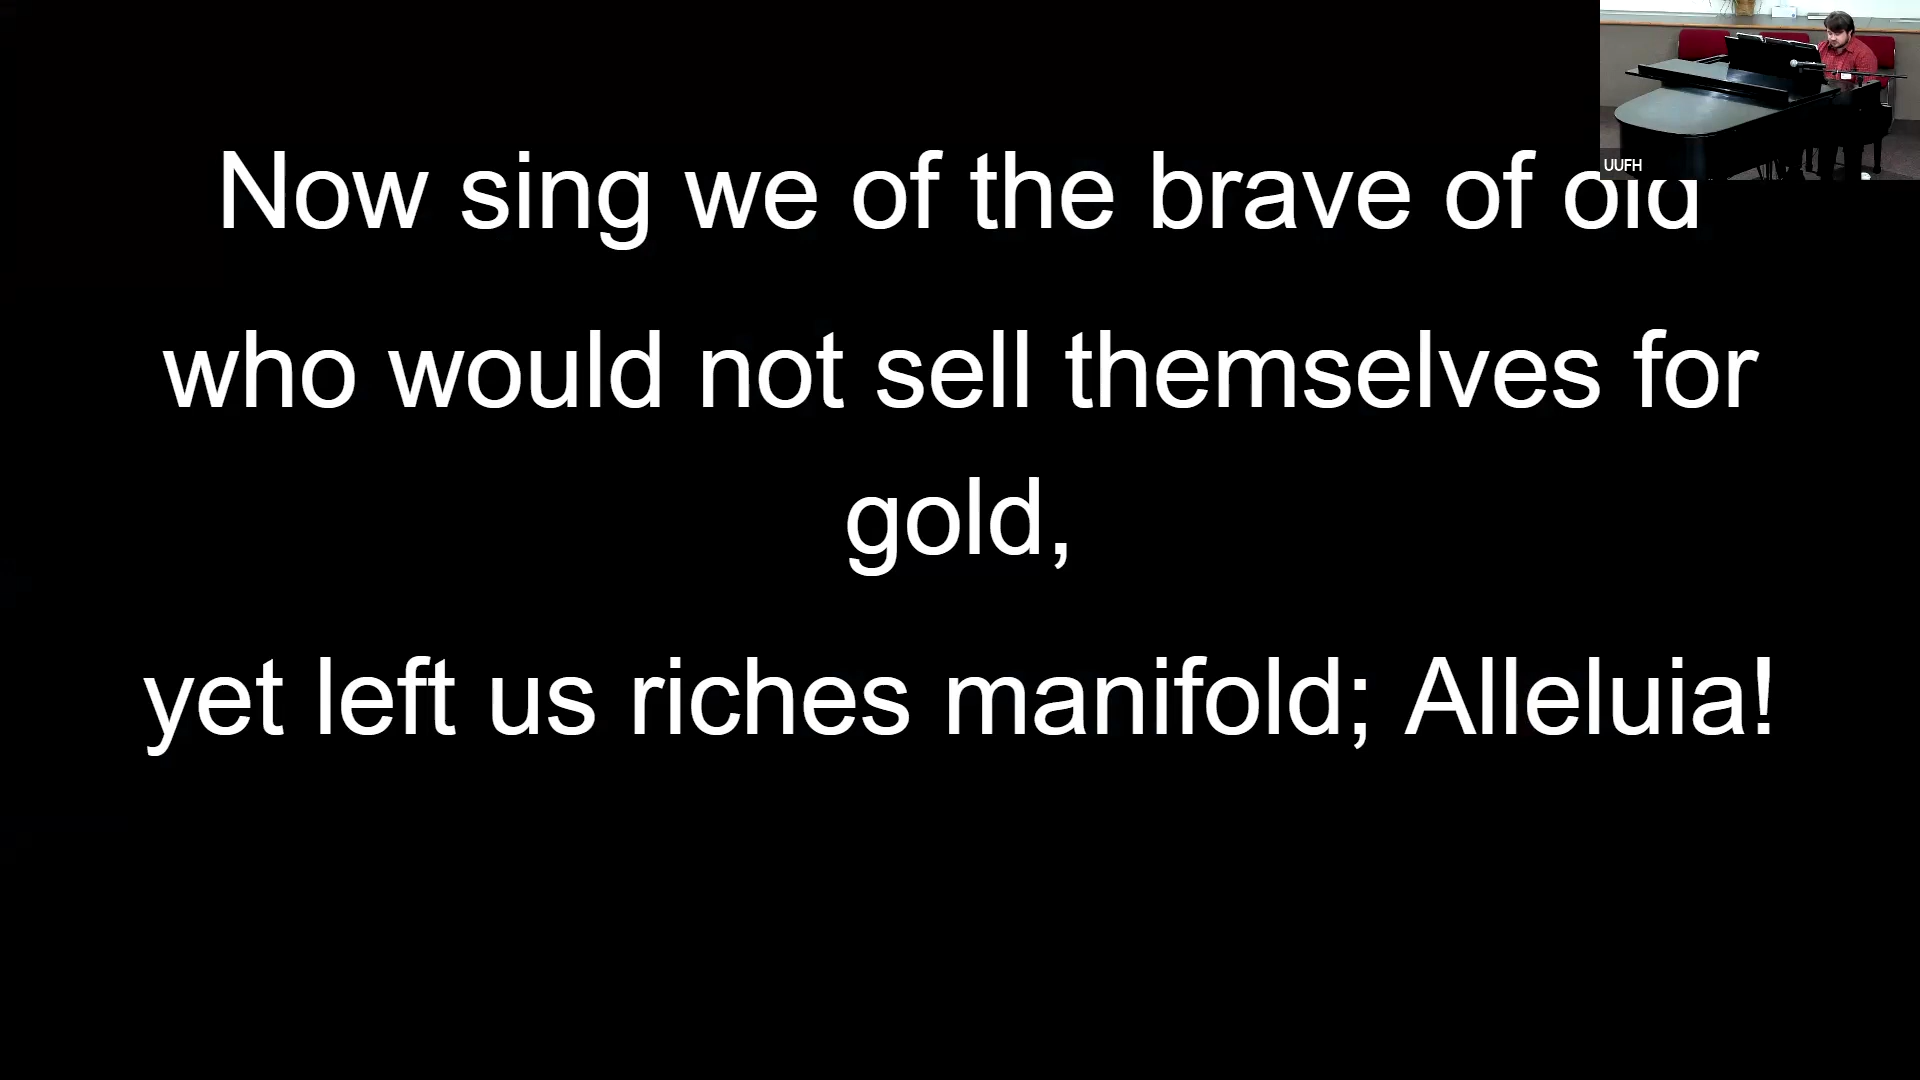 Now sing we of the brave of old
who would not sell themselves for
gold,
yet left us riches manifold; Alleluia!
UUFH